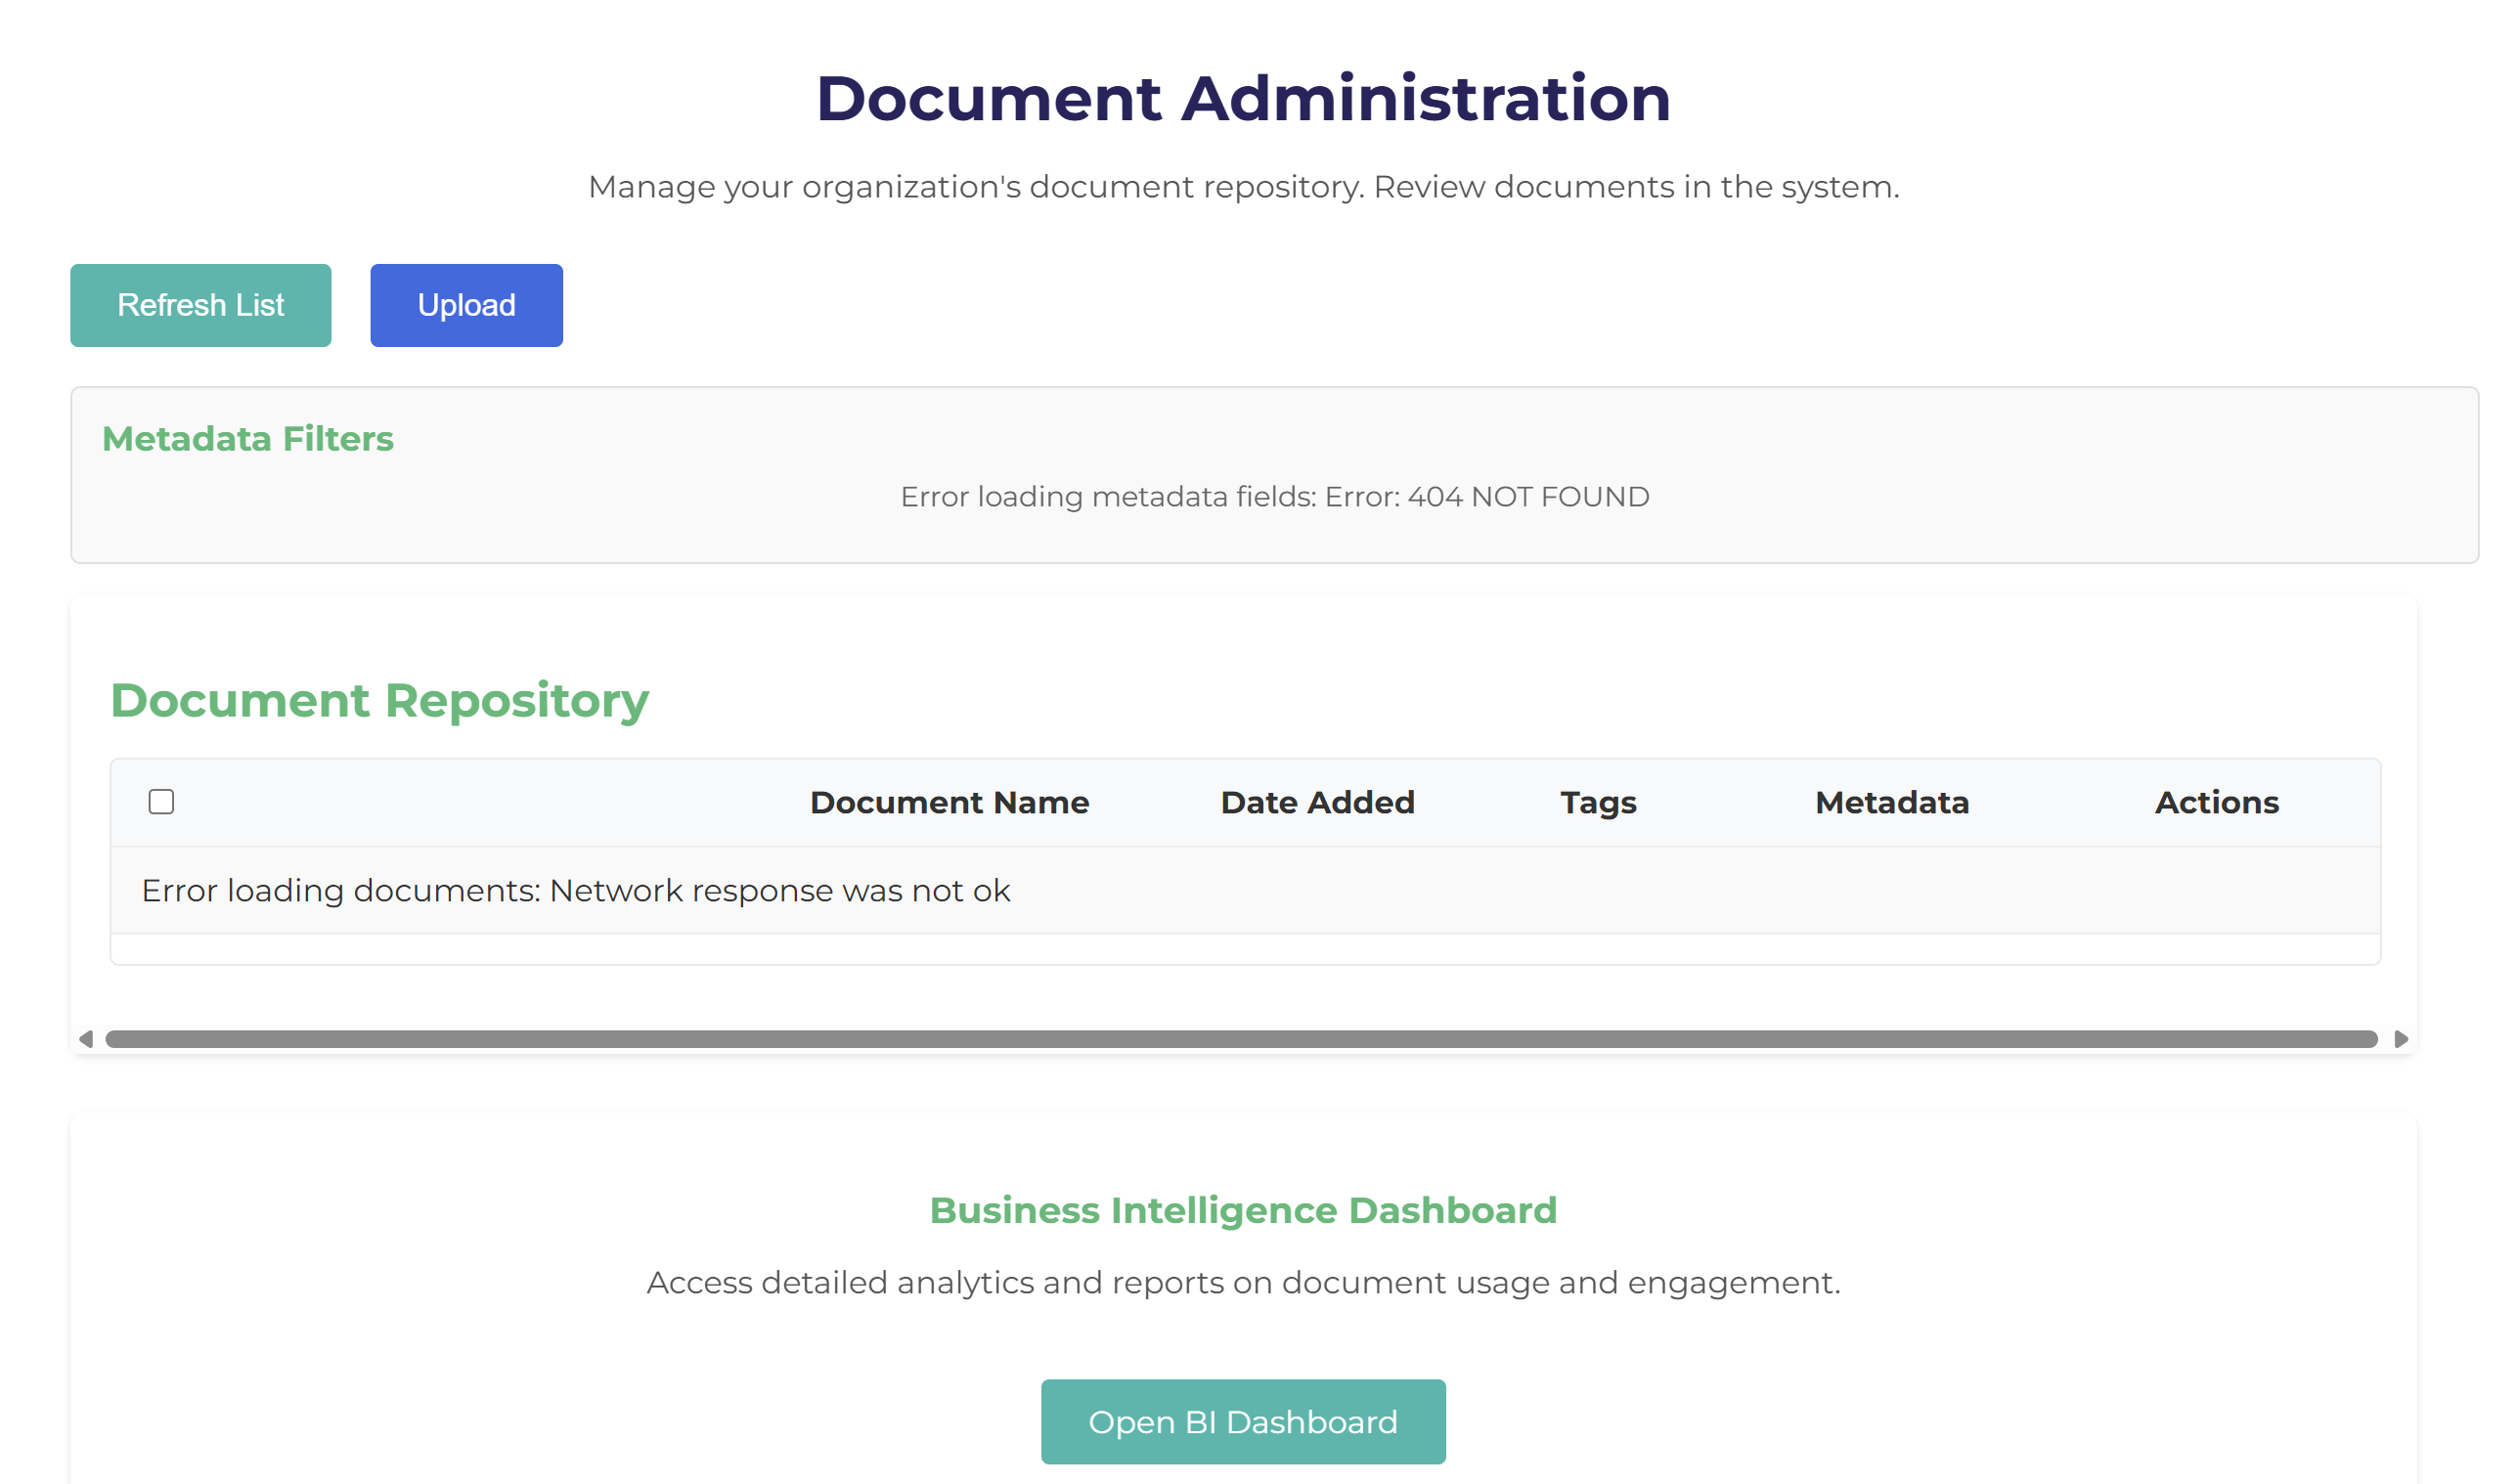 Document Administration
Manage your organization's document repository. Review documents in the system.
Refresh List
Upload
Metadata Filters
Error loading metadata fields: Error: 404 NOT FOUND
Document Repository
Document Name Date Added Tags Metadata Actions
Error loading documents: Network response was not ok
Business Intelligence Dashboard
Access detailed analytics and reports on document usage and engagement.
Open BI Dashboard